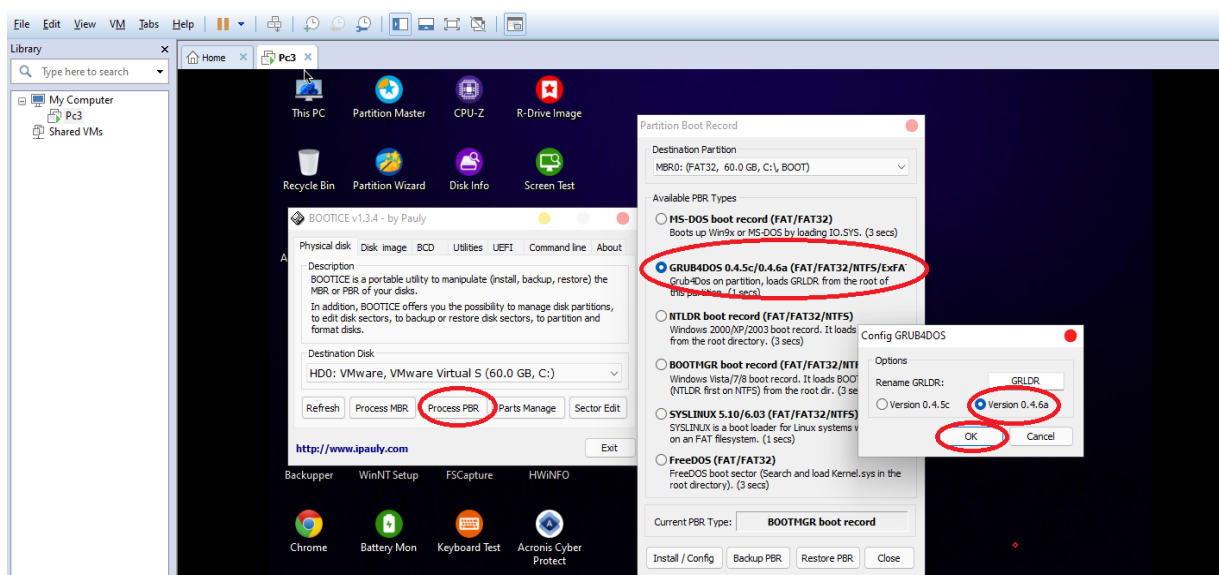 File Edit View VM Tabs Help
Library
Type here to search
My Computer
Pc3
Shared VMs
Home
Pc3
This PC
Partition Master
CPU-Z
R-Drive Image
Recycle Bin
Partition Wizard
Disk Info
Screen Test
BOOTICE v1.3.4 - by Pauly
Physical disk Disk image BCD Utilities UEFI Command line About
Description
BOOTICE is a portable utility to manipulate (install, backup, restore) the
MBR or PBR of your disks.
In addition, BOOTICE offers you the possibility to manage disk partitions,
to edit disk sectors, to backup or restore disk sectors, to partition and
format disks.
Destination Disk
HD0: VMware, VMware Virtual S (60.0 GB, C:)
Refresh
Process MBR
Process PBR
Parts Manage
Sector Edit
http://www.ipauly.com
Exit
Backupper
WinNT Setup
FSCapture
HWiNFO
Chrome
Battery Mon
Keyboard Test
Acronis Cyber
Protect
Partition Boot Record
Destination Partition
MBR0: (FAT32, 60.0 GB, C:\, BOOT)
Available PBR Types
MS-DOS boot record (FAT/FAT32)
Boots up Win9x or MS-DOS by loading IO.SYS. (3 secs)
GRUB4DOS 0.4.5c/0.4.6a (FAT/FAT32/NTFS/ExFA
Grub4Dos on partition, loads GRLDR from the root of
this partition. (1 secs)
NTLDR boot record (FAT/FAT32/NTFS)
Windows 2000/XP/2003 boot record. It loads
from the root directory. (3 secs)
BOOTMGR boot record (FAT/FAT32/NTF
Windows Vista/7/8 boot record. It loads BOO
(NTLDR first on NTFS) from the root dir. (3 se
SYSLINUX 5.10/6.03 (FAT/FAT32/NTFS)
SYSLINUX is a boot loader for Linux systems
on an FAT filesystem. (1 secs)
FreeDOS (FAT/FAT32)
FreeDOS boot sector (Search and load Kernel.sys in the
root directory). (3 secs)
Current PBR Type: BOOTMGR boot record
Install / Config
Backup PBR
Restore PBR
Close
Config GRUB4DOS
Options
Rename GRLDR: GRLDR
Version 0.4.5c
Version 0.4.6a
OK
Cancel